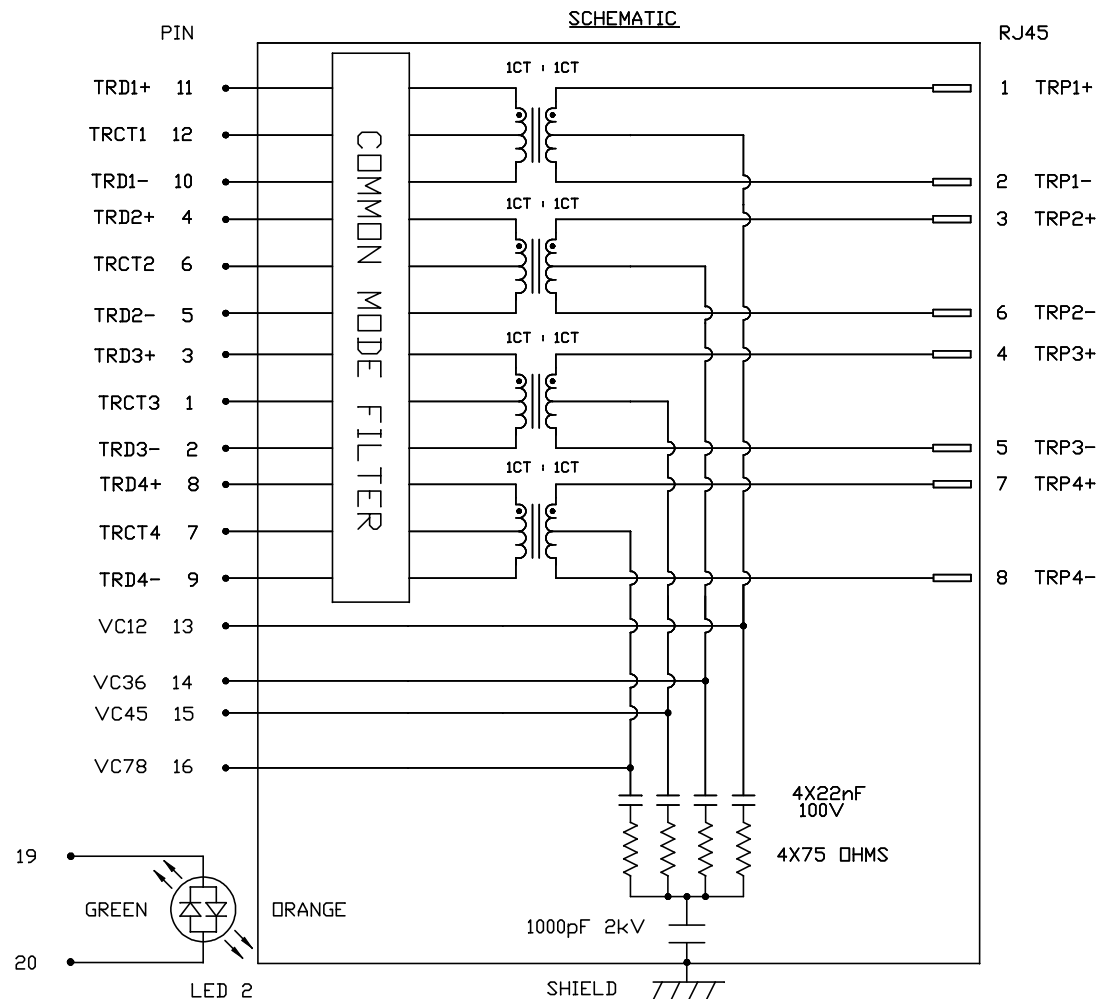 SCHEMATIC
PIN
RJ45
1CT : 1CT
TRD1+ 11
1 TRP1+
TRCT1 12
TRD1- 10
2 TRP1-
1CT : 1CT
TRD2+ 4
3 TRP2+
TRCT2 6
TRD2- 5
6 TRP2-
1CT : 1CT
TRD3+ 3
4 TRP3+
TRCT3 1
TRD3- 2
5 TRP3-
1CT : 1CT
TRD4+ 8
7 TRP4+
TRCT4 7
TRD4- 9
8 TRP4-
COMMON MODE FILTER
VC12 13
VC36 14
VC45 15
VC78 16
4X22nF
100V
4X75 OHMS
19
GREEN
ORANGE
1000pF 2kV
20
LED 2
SHIELD